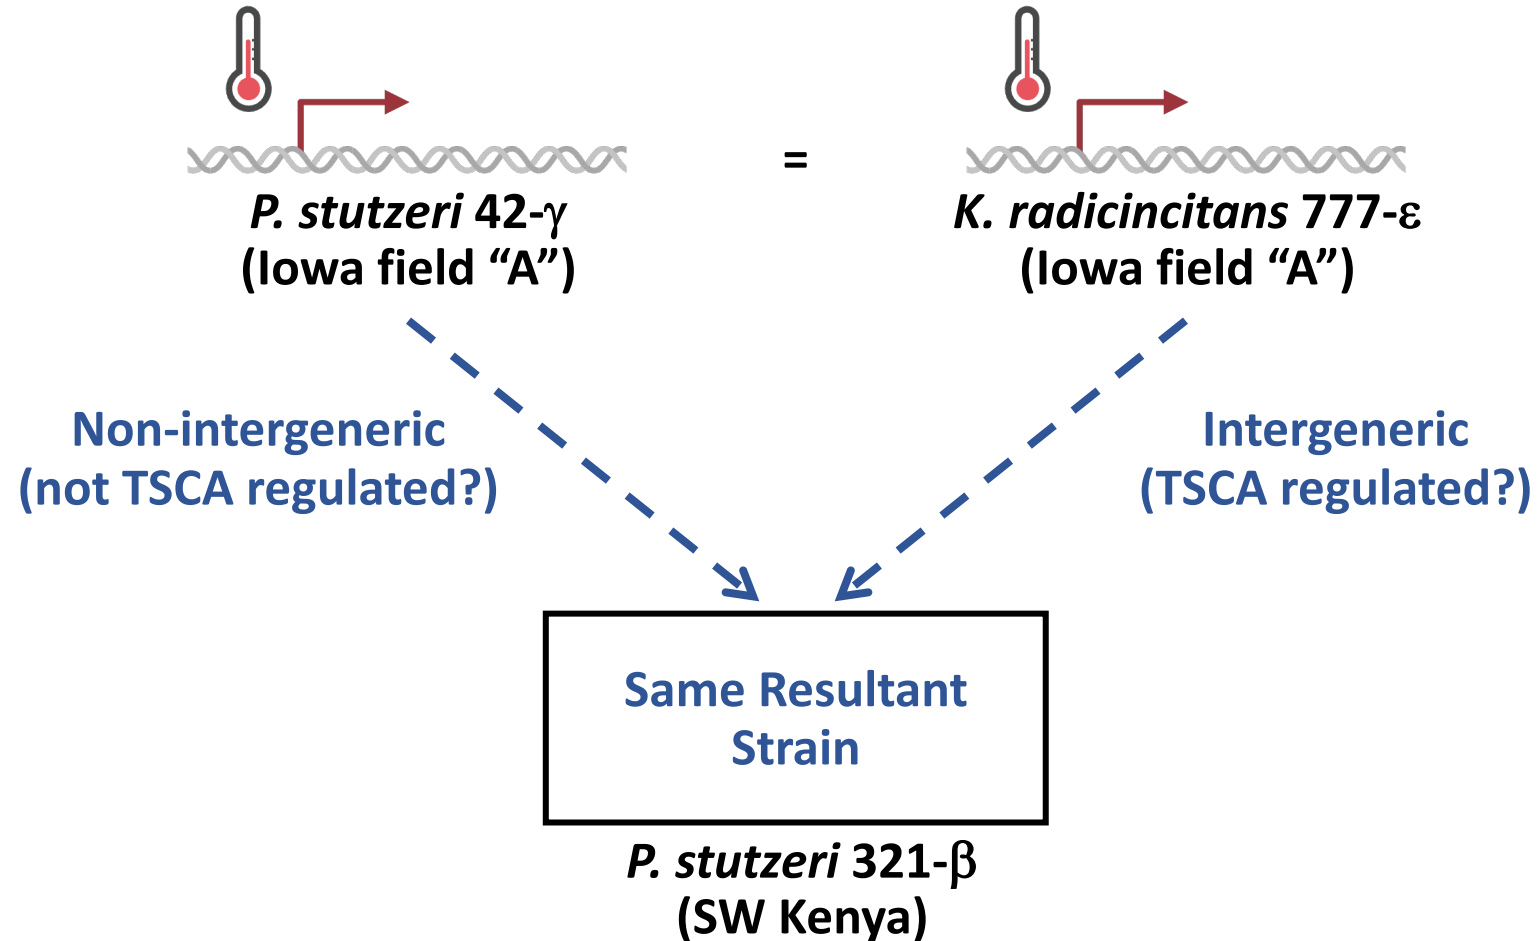 =
P. stutzeri 42-γ
(Iowa field “A”)
K. radicincitans 777-ε
(Iowa field “A”)
Non-intergeneric
(not TSCA regulated?)
Intergeneric
(TSCA regulated?)
Same Resultant
Strain
P. stutzeri 321-β
(SW Kenya)